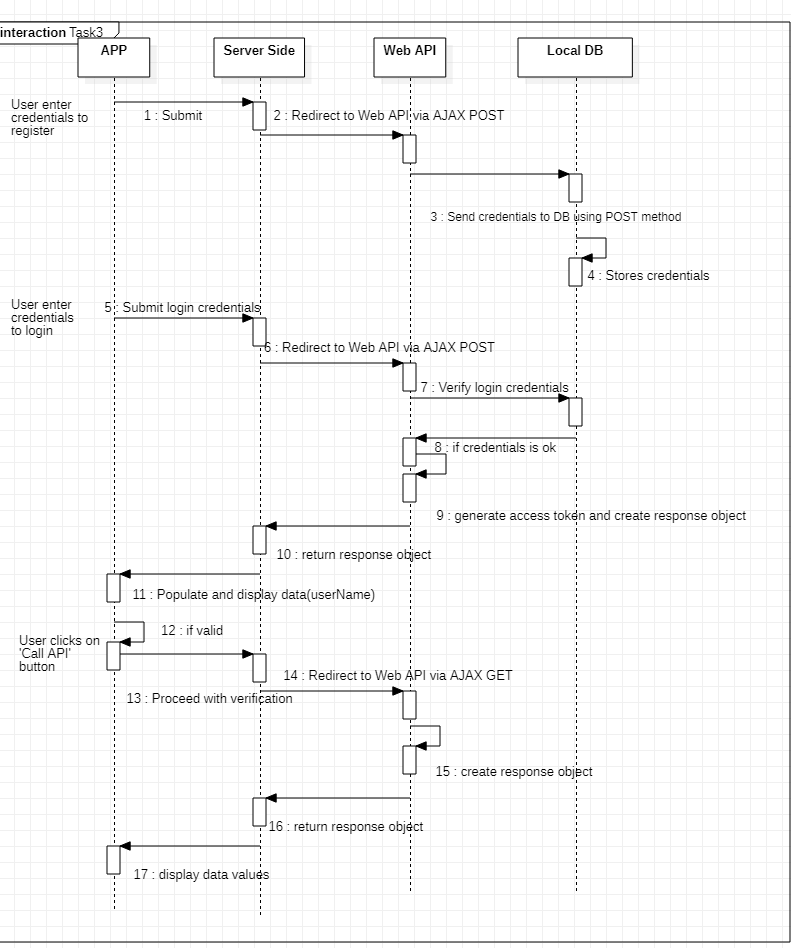 interaction Task3
APP
Server Side
Web API
Local DB
User enter
credentials to
register
1 : Submit
2 : Redirect to Web API via AJAX POST
3 : Send credentials to DB using POST method
4 : Stores credentials
User enter
credentials
to login
5 : Submit login credentials
6 : Redirect to Web API via AJAX POST
7 : Verify login credentials
8 : if credentials is ok
9 : generate access token and create response object
10 : return response object
11 : Populate and display data(userName)
12 : if valid
User clicks on
'Call API'
button
13 : Proceed with verification
14 : Redirect to Web API via AJAX GET
15 : create response object
16 : return response object
17 : display data values